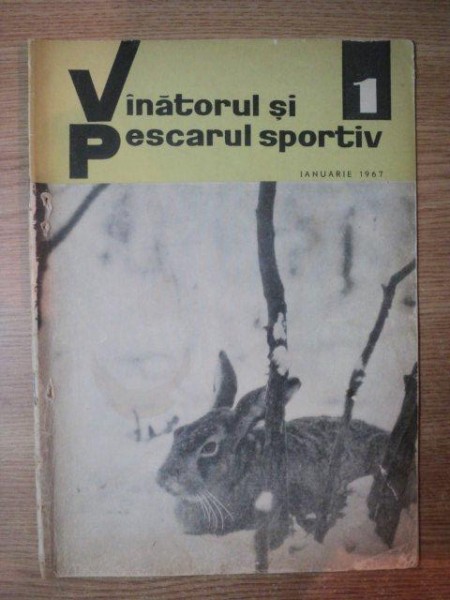 Vînătorul și
Pescarul sportiv
1
IANUARIE 1967